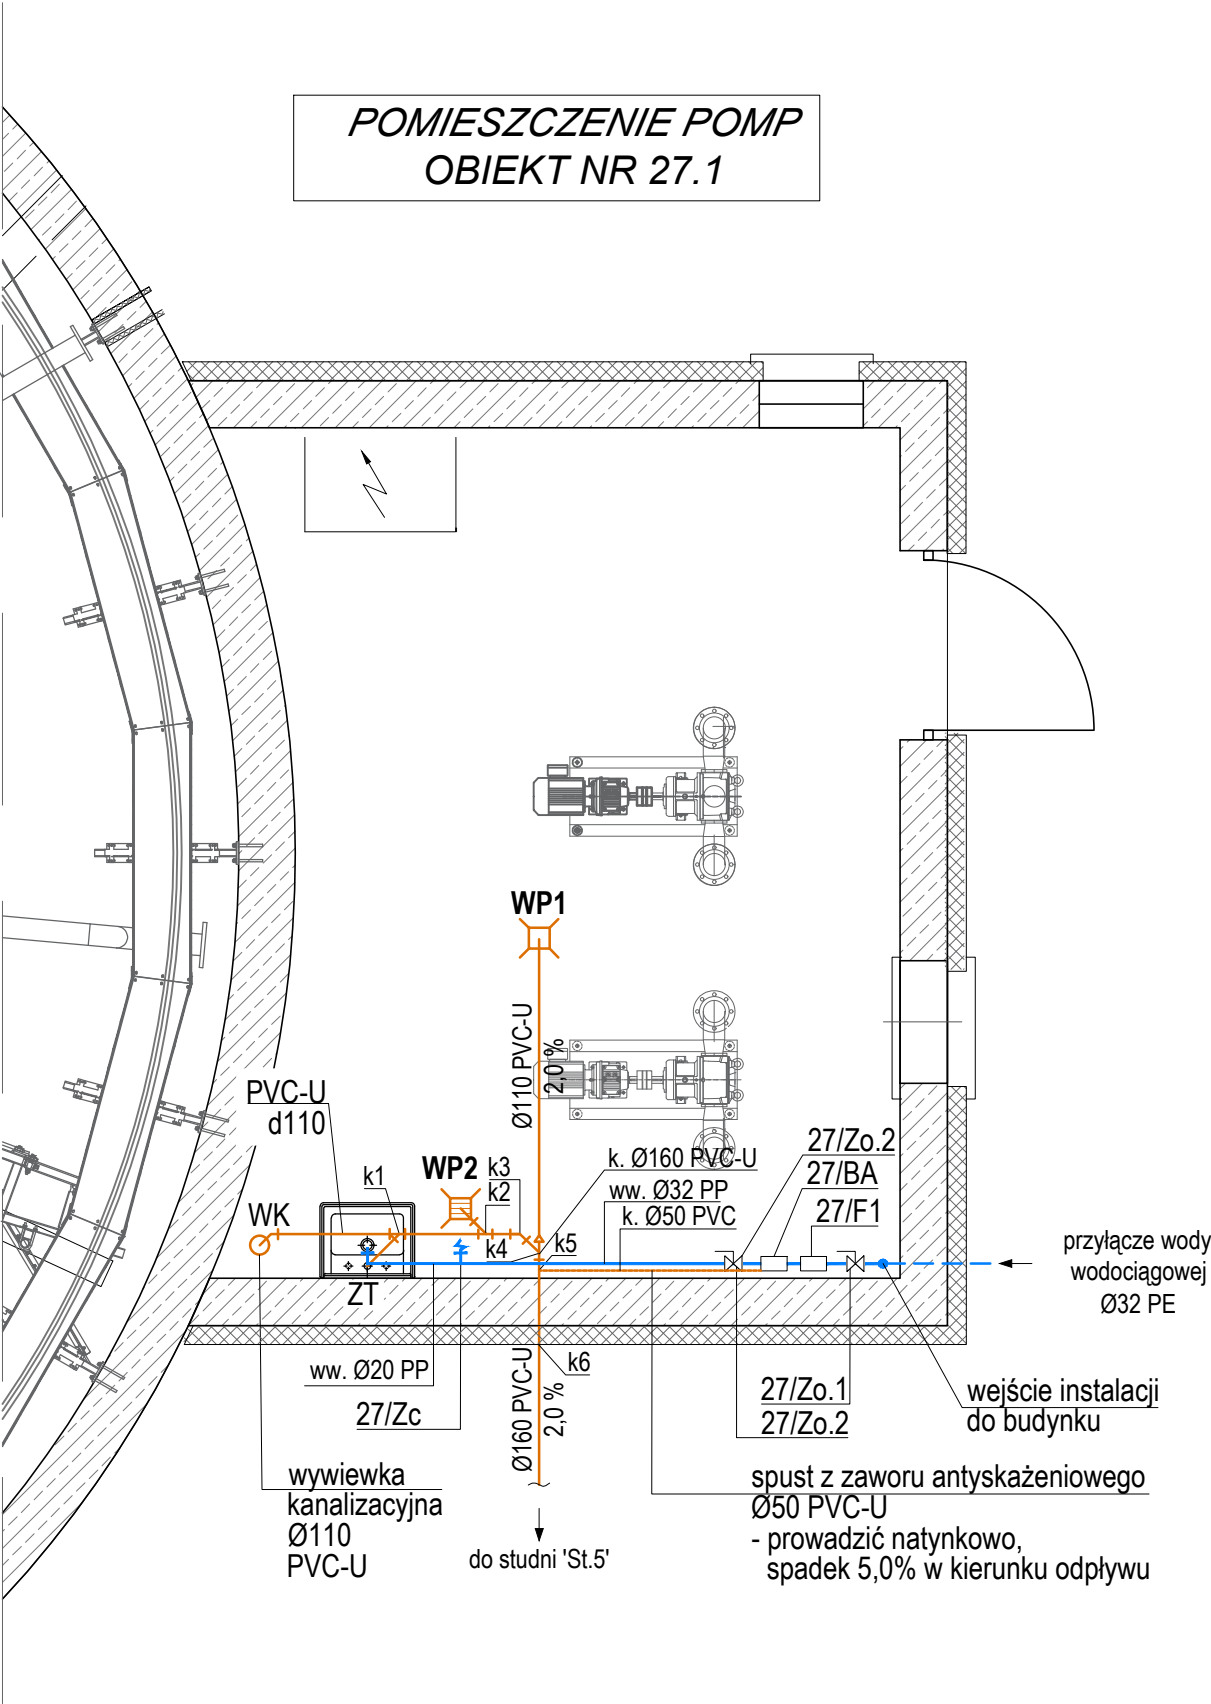 POMIESZCZENIE POMP
OBIEKT NR 27.1
WP1
Ø110 PVC-U
2,0 %
PVC-U
d110
k1
WP2
k3
k2
k. Ø160 PVC-U
ww. Ø32 PP
k. Ø50 PVC
27/Zo.2
27/BA
27/F1
WK
k4
k5
ZT
przyłącze wody
wodociągowej
Ø32 PE
ww. Ø20 PP
27/Zc
Ø160 PVC-U
2,0 %
k6
27/Zo.1
27/Zo.2
wejście instalacji
do budynku
wywiewka
kanalizacyjna
Ø110
PVC-U
do studni 'St.5'
spust z zaworu antyskażeniowego
Ø50 PVC-U
- prowadzić natynkowo,
spadek 5,0% w kierunku odpływu